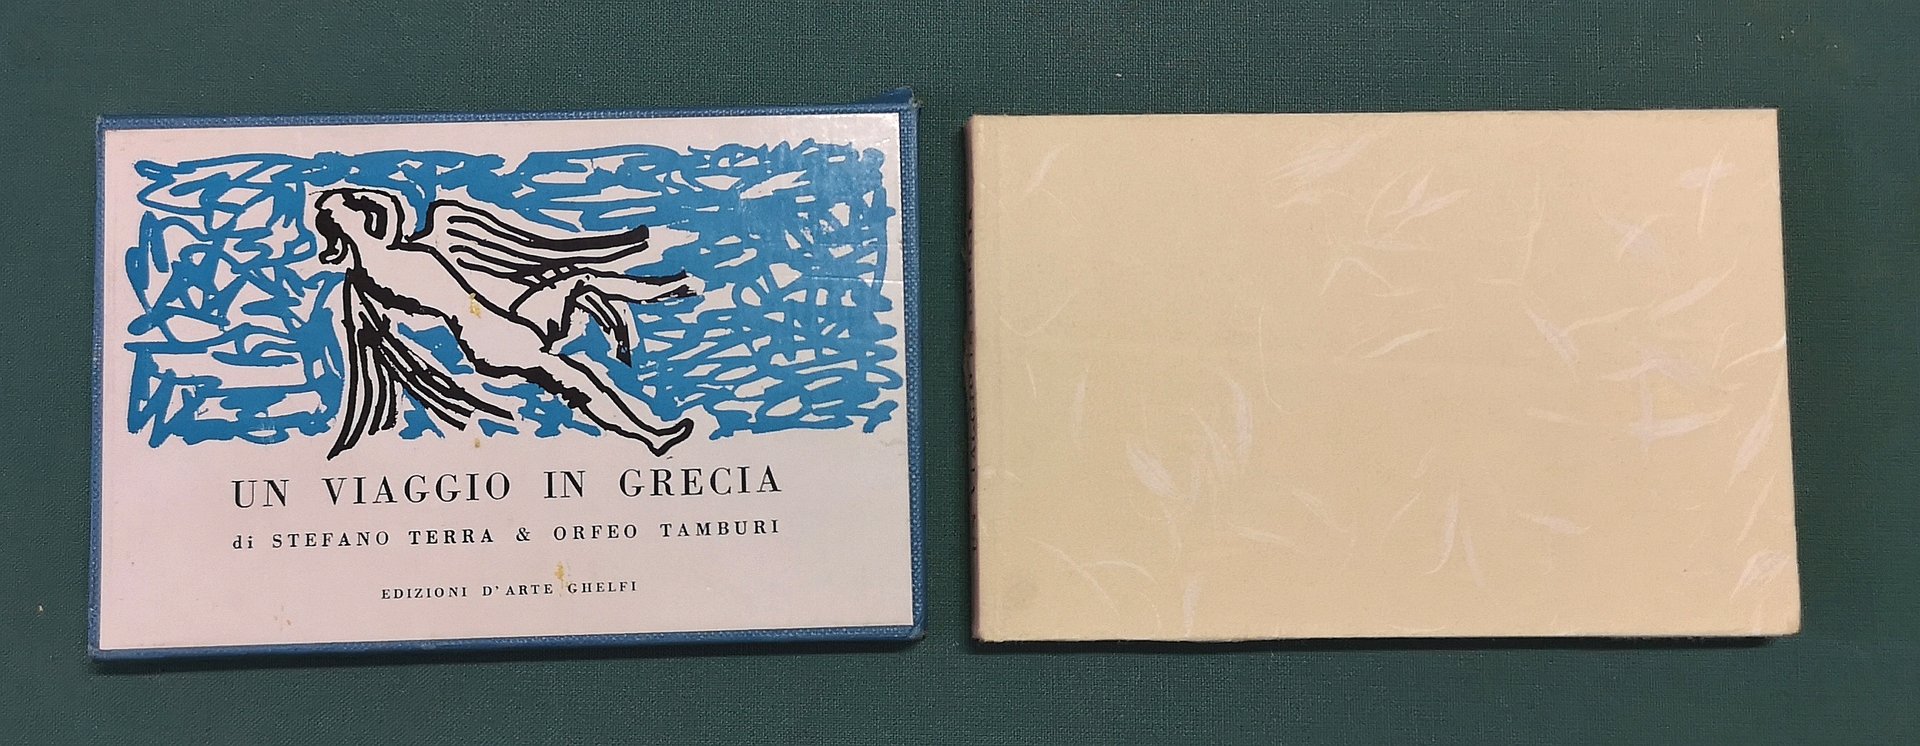 UN VIAGGIO IN GRECIA
di STEFANO TERRA & ORFEO TAMBURI
EDIZIONI D'ARTE GHELFI